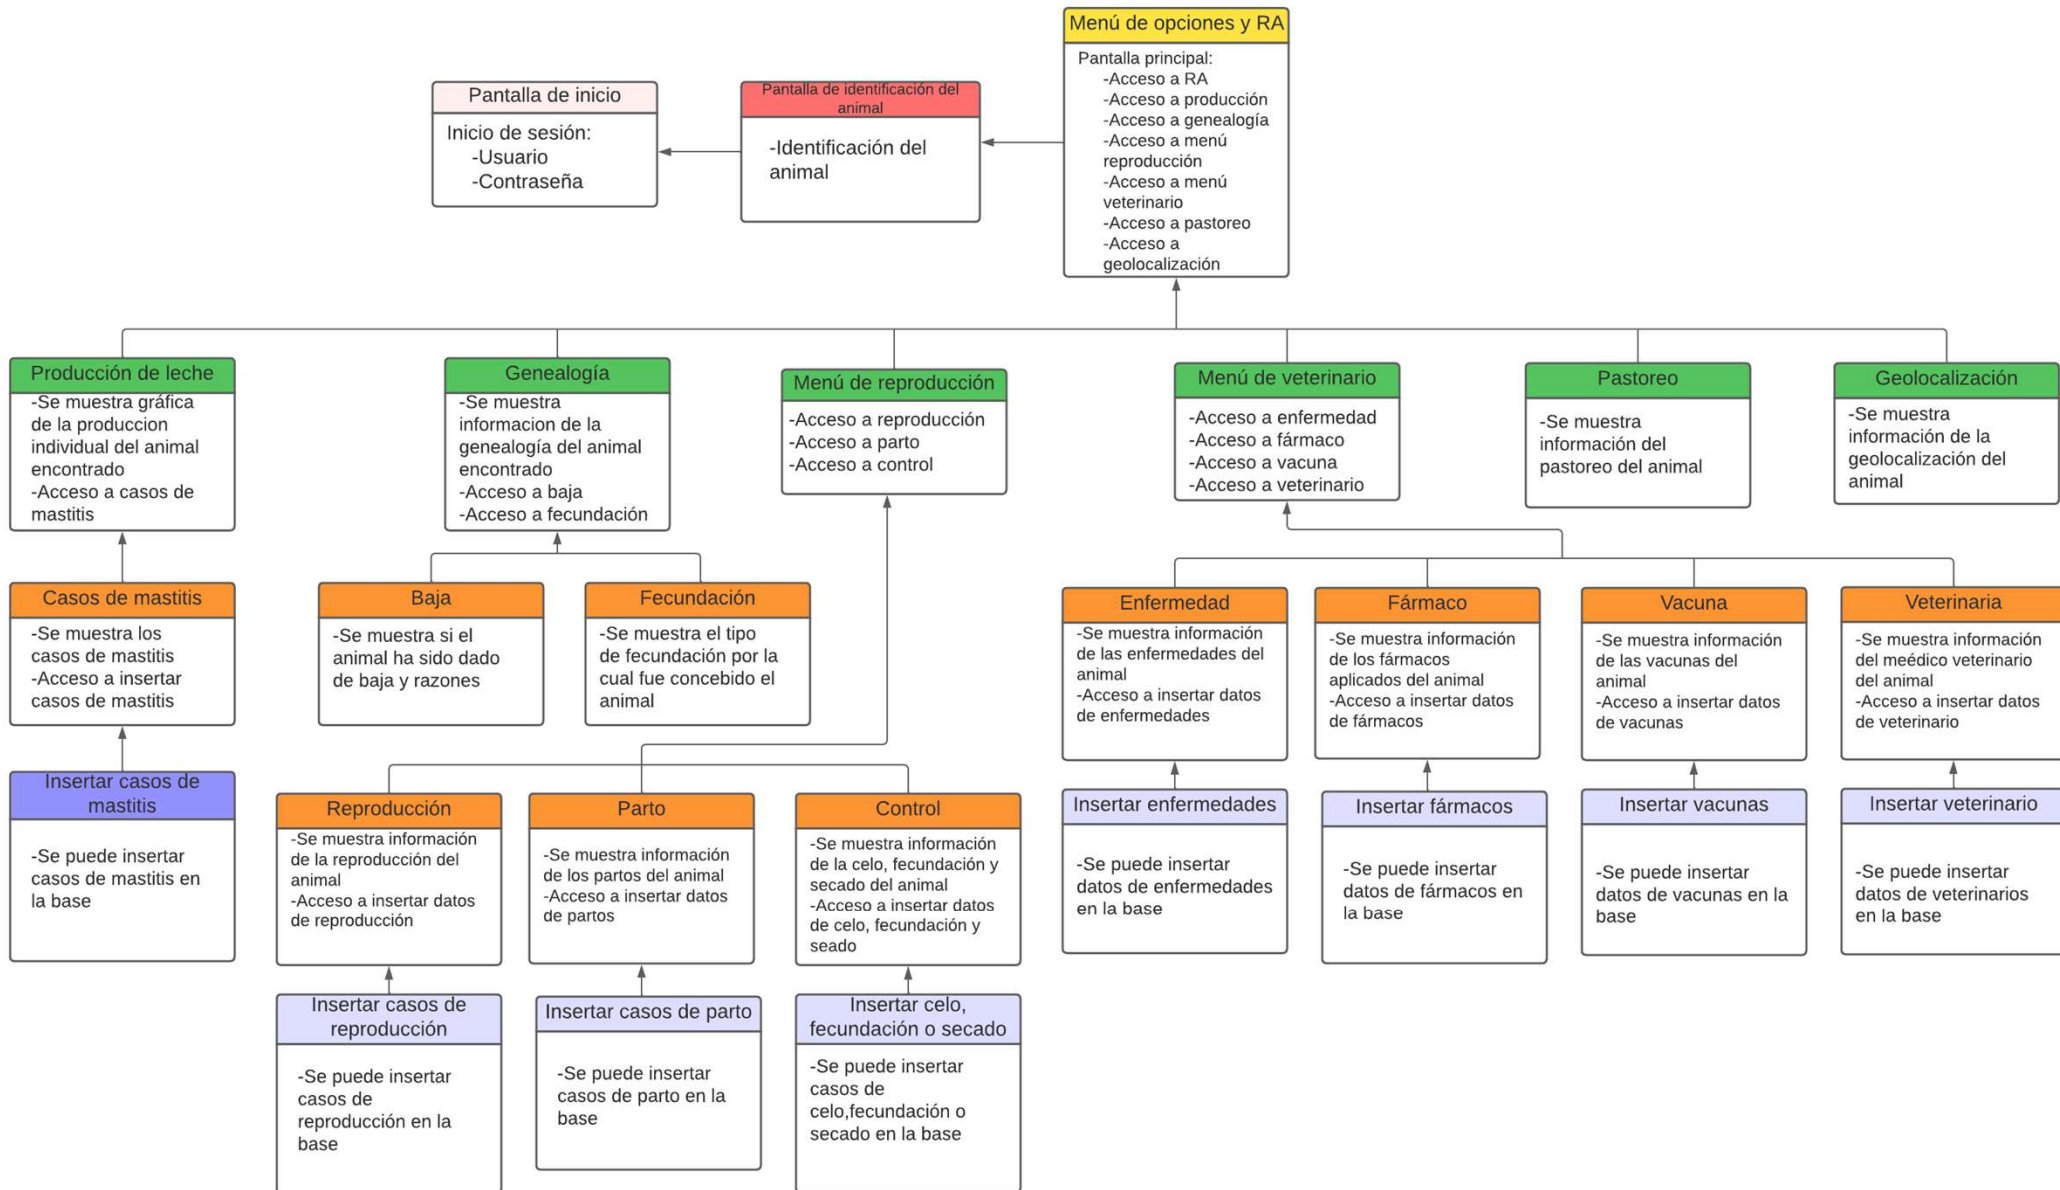 Menú de opciones y RA
Pantalla principal:
-Acceso a RA
-Acceso a producción
-Acceso a genealogía
-Acceso a menú
reproducción
-Acceso a menú
veterinario
-Acceso a pastoreo
-Acceso a
geolocalización
Pantalla de inicio
Inicio de sesión:
-Usuario
-Contraseña
Pantalla de identificación del
animal
-Identificación del
animal
Producción de leche
-Se muestra gráfica
de la produccion
individual del animal
encontrado
-Acceso a casos de
mastitis
Genealogía
-Se muestra
informacion de la
genealogía del animal
encontrado
-Acceso a baja
-Acceso a fecundación
Menú de reproducción
-Acceso a reproducción
-Acceso a parto
-Acceso a control
Menú de veterinario
-Acceso a enfermedad
-Acceso a fármaco
-Acceso a vacuna
-Acceso a veterinario
Pastoreo
-Se muestra
información del
pastoreo del animal
Geolocalización
-Se muestra
información de la
geolocalización del
animal
Casos de mastitis
-Se muestra los
casos de mastitis
-Acceso a insertar
casos de mastitis
Baja
-Se muestra si el
animal ha sido dado
de baja y razones
Fecundación
-Se muestra el tipo
de fecundación por la
cual fue concebido el
animal
Enfermedad
-Se muestra información
de las enfermedades del
animal
-Acceso a insertar datos
de enfermedades
Fármaco
-Se muestra información
de los fármacos
aplicados del animal
-Acceso a insertar datos
de fármacos
Vacuna
-Se muestra información
de las vacunas del
animal
-Acceso a insertar datos
de vacunas
Veterinaria
-Se muestra información
del meédico veterinario
del animal
-Acceso a insertar datos
de veterinario
Insertar casos de
mastitis
-Se puede insertar
casos de mastitis en
la base
Reproducción
-Se muestra información
de la reproducción del
animal
-Acceso a insertar datos
de reproducción
Parto
-Se muestra información
de los partos del animal
-Acceso a insertar datos
de partos
Control
-Se muestra información
de la celo, fecundación y
secado del animal
-Acceso a insertar datos
de celo, fecundación y
seado
Insertar enfermedades
-Se puede insertar
datos de enfermedades
en la base
Insertar fármacos
-Se puede insertar
datos de fármacos en
la base
Insertar vacunas
-Se puede insertar
datos de vacunas en la
base
Insertar veterinario
-Se puede insertar
datos de veterinarios
en la base
Insertar casos de
reproducción
-Se puede insertar
casos de
reproducción en la
base
Insertar casos de parto
-Se puede insertar
casos de parto en la
base
Insertar celo,
fecundación o secado
-Se puede insertar
casos de
celo,fecundación o
secado en la base